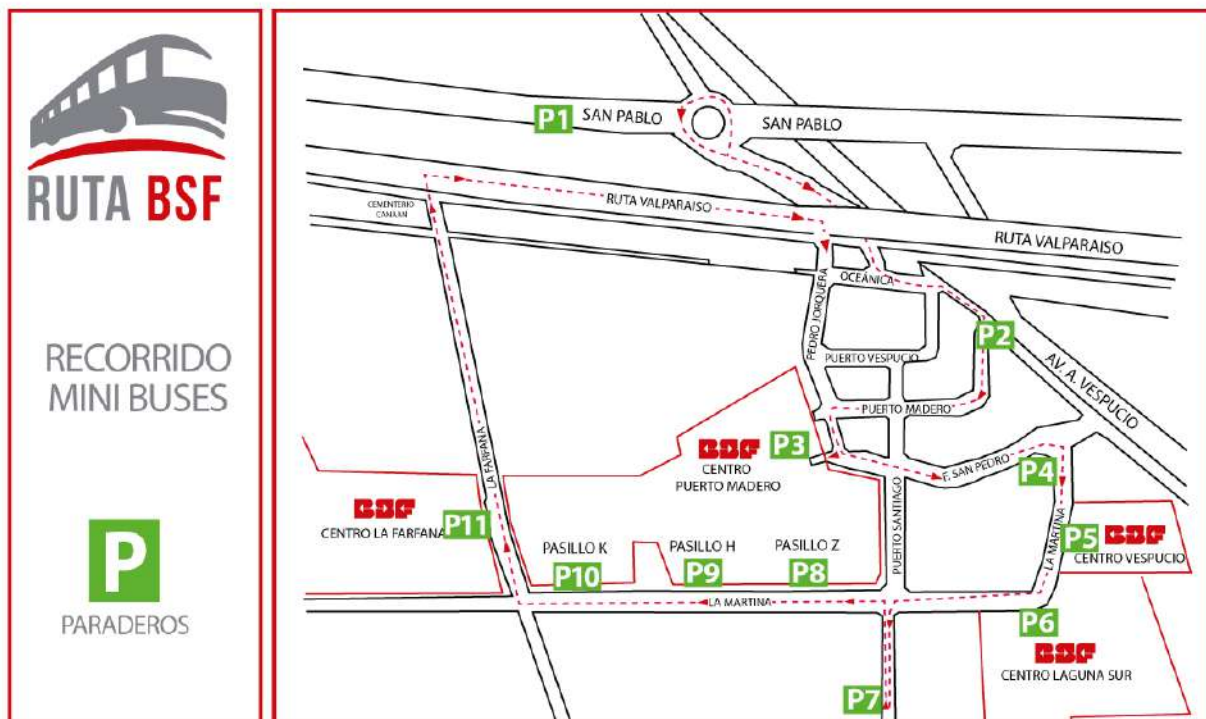 RUTA BSF
RECORRIDO
MINI BUSES
P
PARADEROS
P1
SAN PABLO
SAN PABLO
CEMENTERIO
CANAAN
RUTA VALPARAISO
RUTA VALPARAISO
OCEÁNICA
PEDRO JORQUERA
P2
PUERTO VESPUCIO
AV. A. VESPUCIO
PUERTO MADERO
P3
BSF
CENTRO
PUERTO MADERO
F. SAN PEDRO
P4
LA FARFANA
BSF
CENTRO LA FARFANA
P11
PUERTO SANTIAGO
LA MARTINA
P5
BSF
CENTRO VESPUCIO
PASILLO K
P10
PASILLO H
P9
PASILLO Z
P8
LA MARTINA
P6
BSF
CENTRO LAGUNA SUR
P7